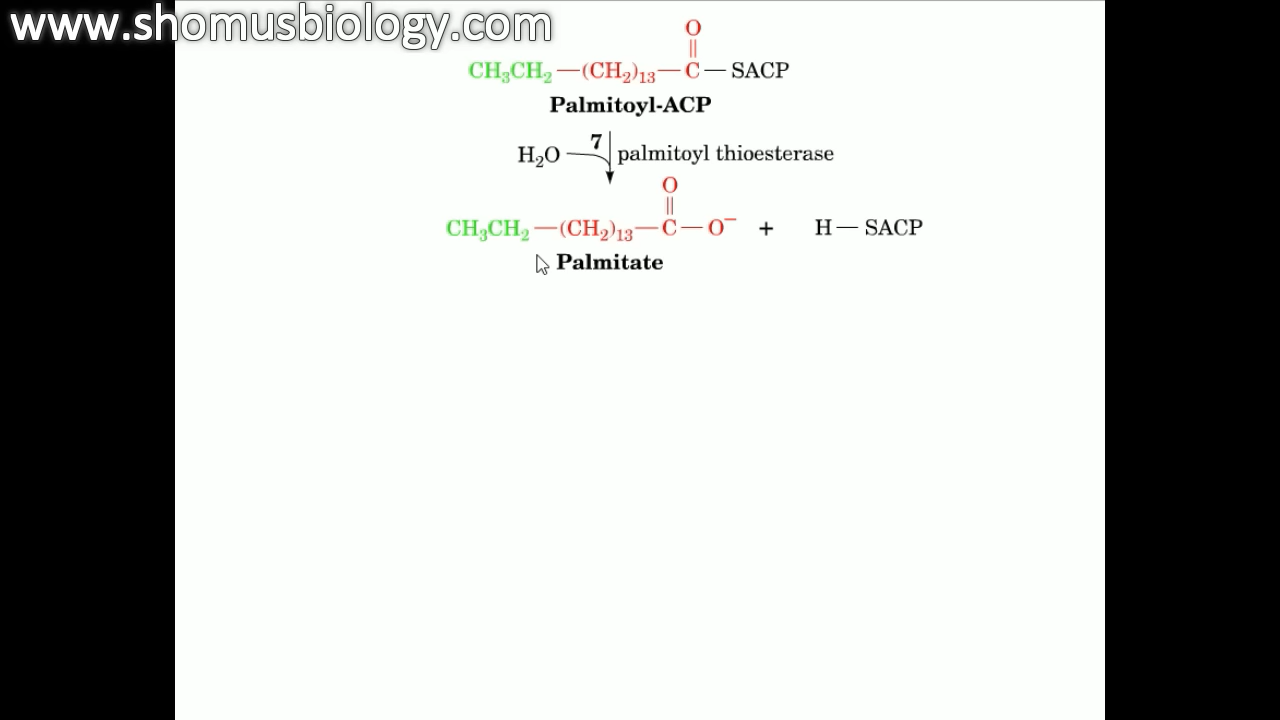 www.shomusbiology.com
O
||
CH₃CH₂—(CH₂)₁₃—C—SACP
Palmitoyl-ACP
7
H₂O palmitoyl thioesterase
O
||
CH₃CH₂—(CH₂)₁₃—C—O⁻ + H—SACP
Palmitate